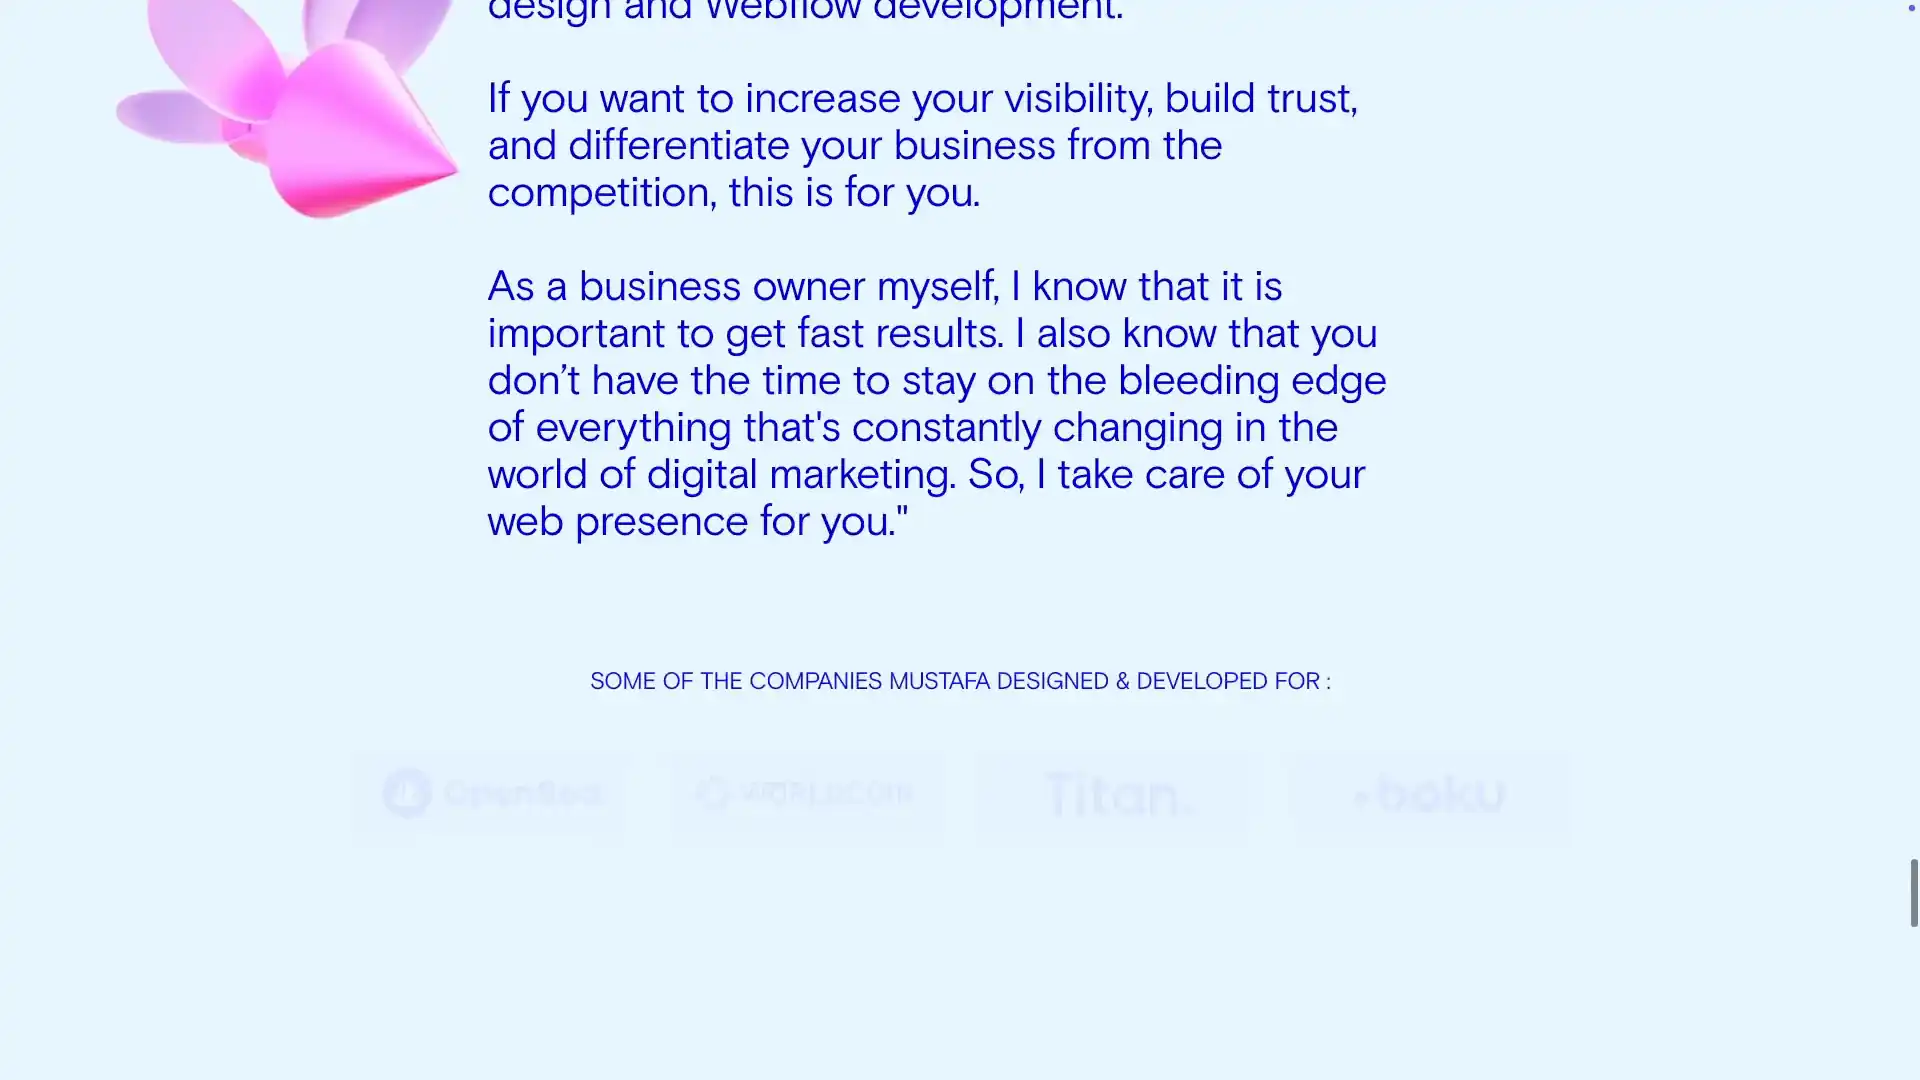 design and Webflow development.
If you want to increase your visibility, build trust,
and differentiate your business from the
competition, this is for you.
As a business owner myself, I know that it is
important to get fast results. I also know that you
don’t have the time to stay on the bleeding edge
of everything that's constantly changing in the
world of digital marketing. So, I take care of your
web presence for you."
SOME OF THE COMPANIES MUSTAFA DESIGNED & DEVELOPED FOR :
OpenSea
WORLDCOIN
Titan.
boku